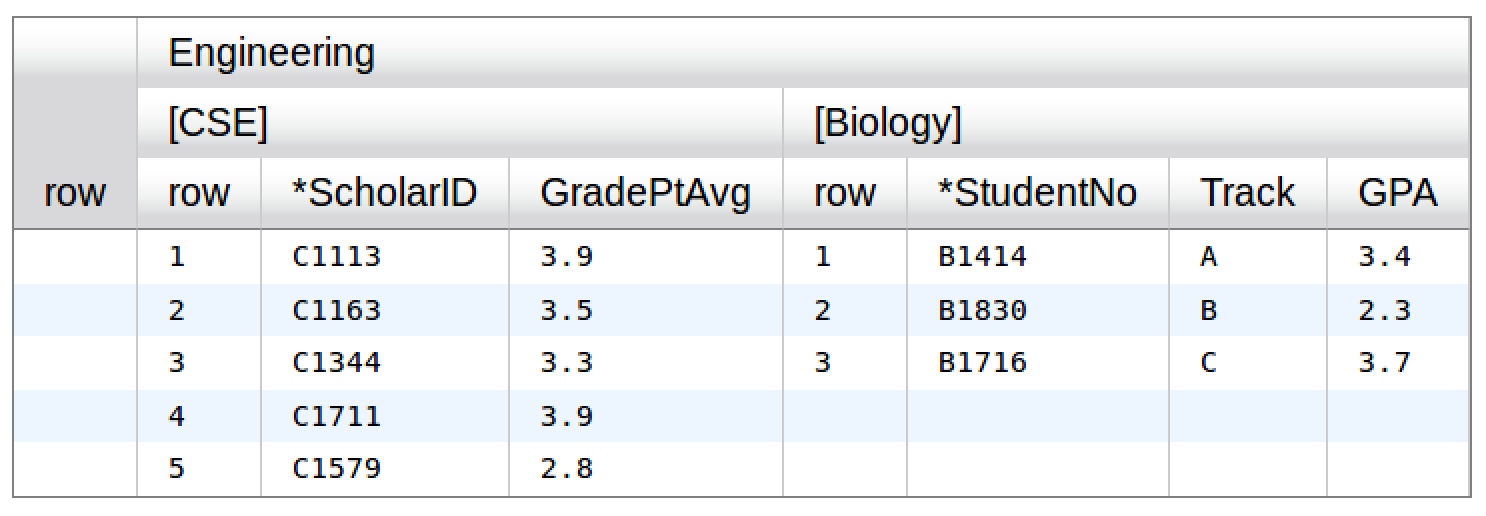 Engineering
[CSE] [Biology]
row row *ScholarID GradePtAvg row *StudentNo Track GPA
1 C1113 3.9 1 B1414 A 3.4
2 C1163 3.5 2 B1830 B 2.3
3 C1344 3.3 3 B1716 C 3.7
4 C1711 3.9
5 C1579 2.8